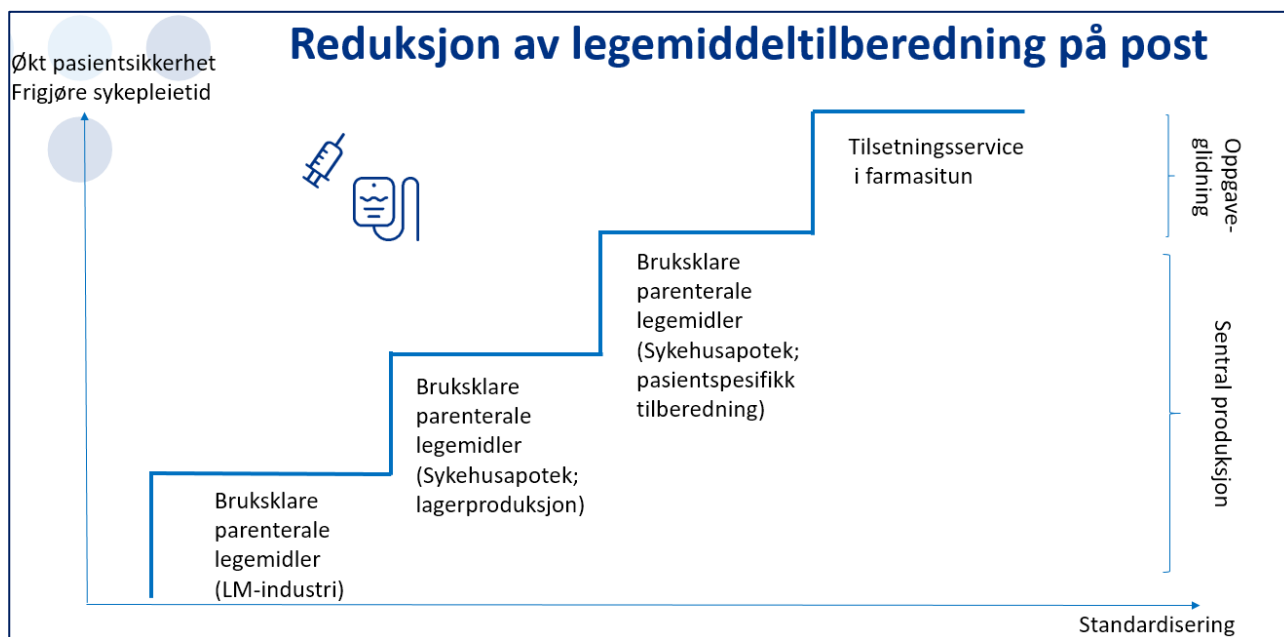 Reduksjon av legemiddeltilberedning på post
Økt pasientsikkerhet
Frigjøre sykepleietid
Tilsetningsservice
i farmasitun
Oppgave-
glidning
Bruksklare
parenterale
legemidler
(Sykehusapotek;
pasientspesifikk
tilberedning)
Bruksklare
parenterale
legemidler
(Sykehusapotek;
lagerproduksjon)
Bruksklare
parenterale
legemidler
(LM-industri)
Sentral produksjon
Standardisering